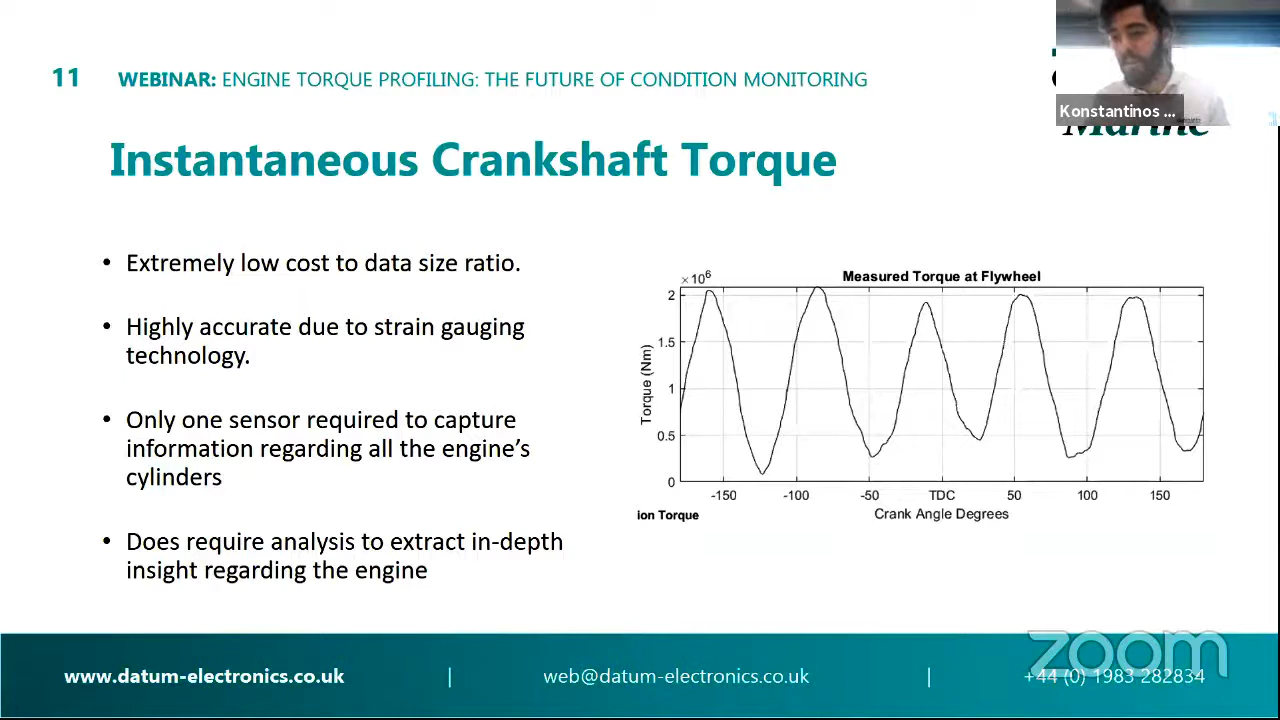 11
WEBINAR: ENGINE TORQUE PROFILING: THE FUTURE OF CONDITION MONITORING
Konstantinos ...
Marine
Instantaneous Crankshaft Torque
• Extremely low cost to data size ratio.
• Highly accurate due to strain gauging
technology.
• Only one sensor required to capture
information regarding all the engine's
cylinders
• Does require analysis to extract in-depth
insight regarding the engine
×10⁶
Measured Torque at Flywheel
Torque (Nm)
2
1.5
1
0.5
0
-150 -100 -50 TDC 50 100 150
Crank Angle Degrees
ion Torque
zoom
www.datum-electronics.co.uk | web@datum-electronics.co.uk | +44 (0) 1983 282834